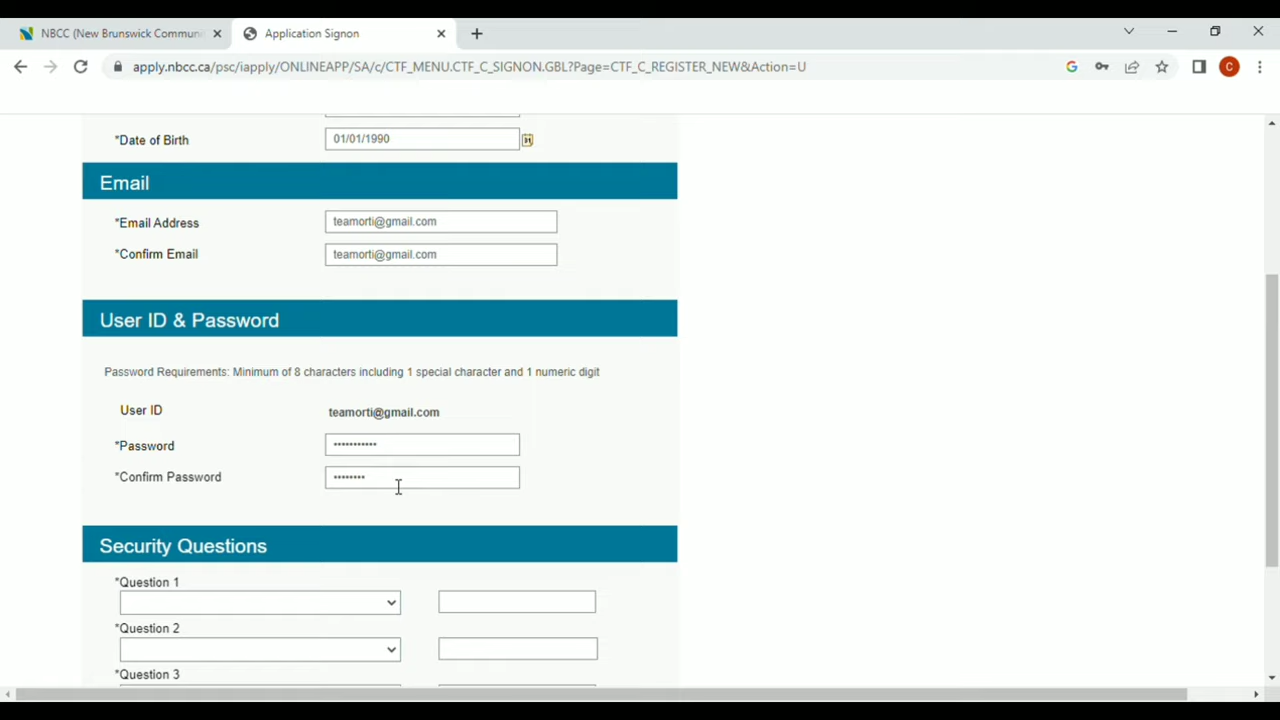 NBCC (New Brunswick Commun
Application Signon
apply.nbcc.ca/psc/iapply/ONLINEAPP/SA/c/CTF_MENU.CTF_C_SIGNON.GBL?Page=CTF_C_REGISTER_NEW&Action=U
C
*Date of Birth 01/01/1990
Email
*Email Address teamorti@gmail.com
*Confirm Email teamorti@gmail.com
User ID & Password
Password Requirements: Minimum of 8 characters including 1 special character and 1 numeric digit
User ID teamorti@gmail.com
*Password •••••••••••
*Confirm Password ••••••••
Security Questions
*Question 1
*Question 2
*Question 3